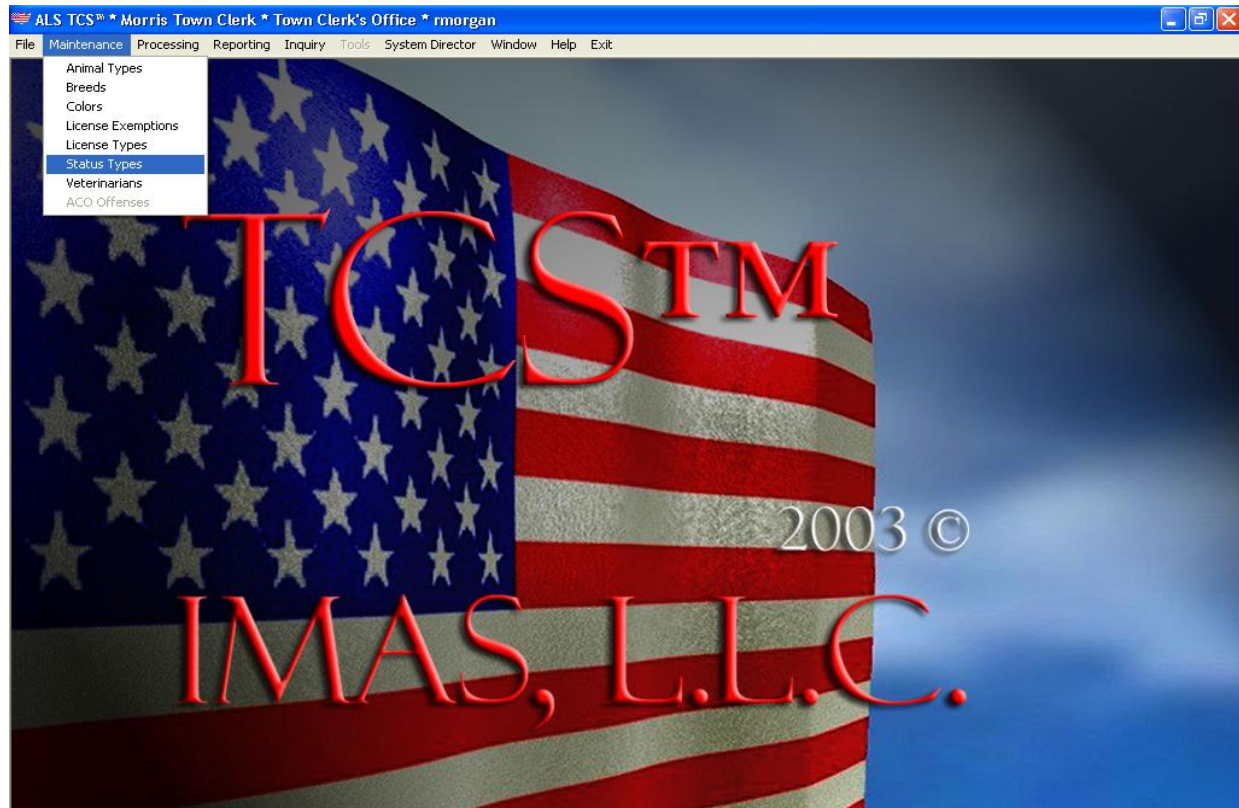 ALS TCS™ * Morris Town Clerk * Town Clerk's Office * rmorgan
File Maintenance Processing Reporting Inquiry Tools System Director Window Help Exit
Animal Types
Breeds
Colors
License Exemptions
License Types
Status Types
Veterinarians
ACO Offenses
TCS™
2003 ©
IMAS, L.L.C.